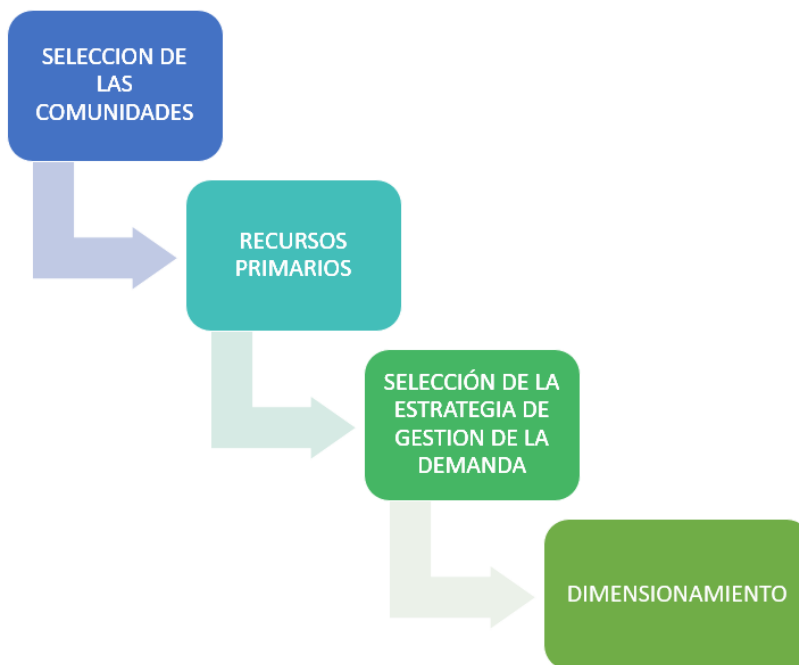 SELECCION DE
LAS
COMUNIDADES
RECURSOS
PRIMARIOS
SELECCIÓN DE LA
ESTRATEGIA DE
GESTION DE LA
DEMANDA
DIMENSIONAMIENTO